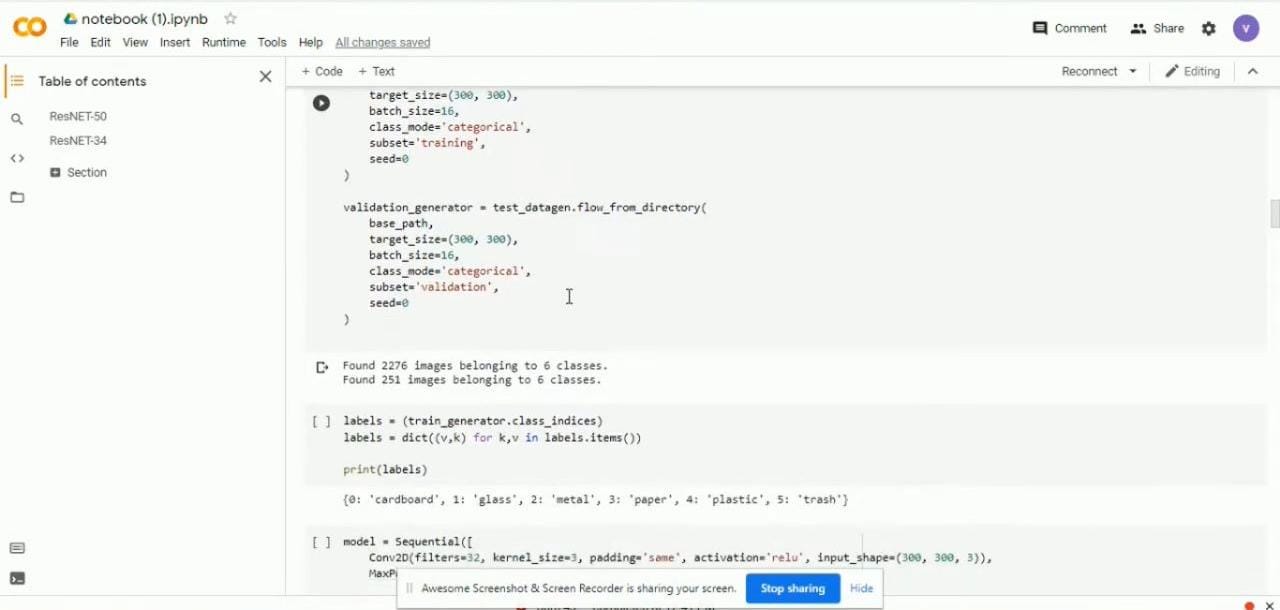 notebook (1).ipynb
Comment
Share
V
File Edit View Insert Runtime Tools Help All changes saved
Table of contents
+ Code + Text
Reconnect
Editing
ResNET-50
ResNET-34
Section
target_size=(300, 300),
batch_size=16,
class_mode='categorical',
subset='training',
seed=0
)
validation_generator = test_datagen.flow_from_directory(
base_path,
target_size=(300, 300),
batch_size=16,
class_mode='categorical',
subset='validation',
seed=0
)
Found 2276 images belonging to 6 classes.
Found 251 images belonging to 6 classes.
[ ] labels = (train_generator.class_indices)
labels = dict((v,k) for k,v in labels.items())
print(labels)
{0: 'cardboard', 1: 'glass', 2: 'metal', 3: 'paper', 4: 'plastic', 5: 'trash'}
[ ] model = Sequential([
Conv2D(filters=32, kernel_size=3, padding='same', activation='relu', input_shape=(300, 300, 3)),
Awesome Screenshot & Screen Recorder is sharing your screen.
Stop sharing
Hide